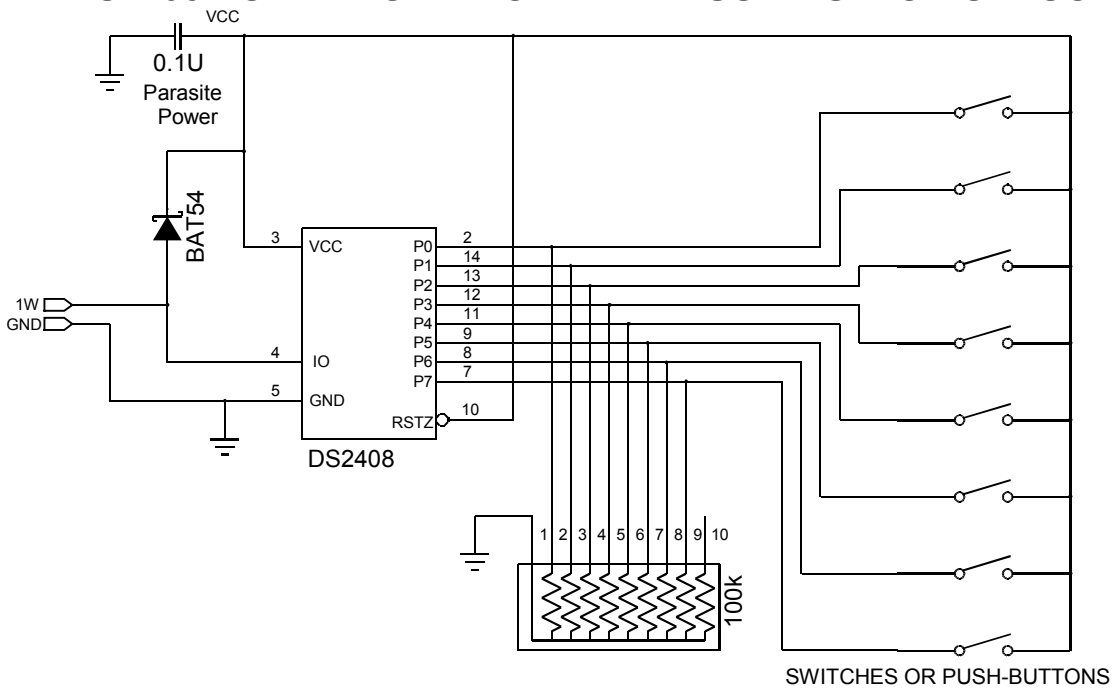 VCC
0.1U
Parasite
Power
BAT54
3
VCC
P0
2
P1
14
P2
13
P3
12
1W
P4
11
GND
P5
9
4
IO
P6
8
P7
7
5
GND
RSTZ
10
DS2408
1 2 3 4 5 6 7 8 9 10
100k
SWITCHES OR PUSH-BUTTONS